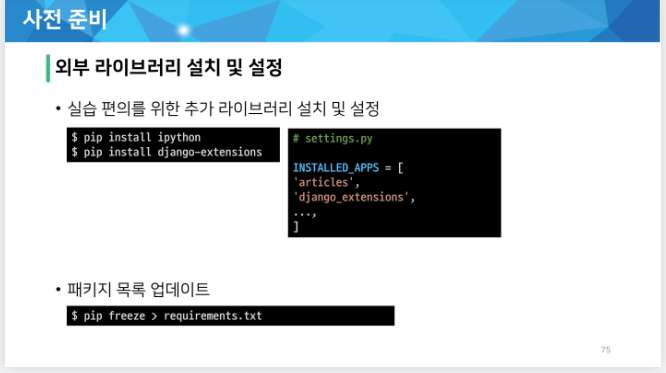 사전 준비
외부 라이브러리 설치 및 설정
• 실습 편의를 위한 추가 라이브러리 설치 및 설정
$ pip install ipython
$ pip install django-extensions
# settings.py
INSTALLED_APPS = [
'articles',
'django_extensions',
...,
]
• 패키지 목록 업데이트
$ pip freeze > requirements.txt
75